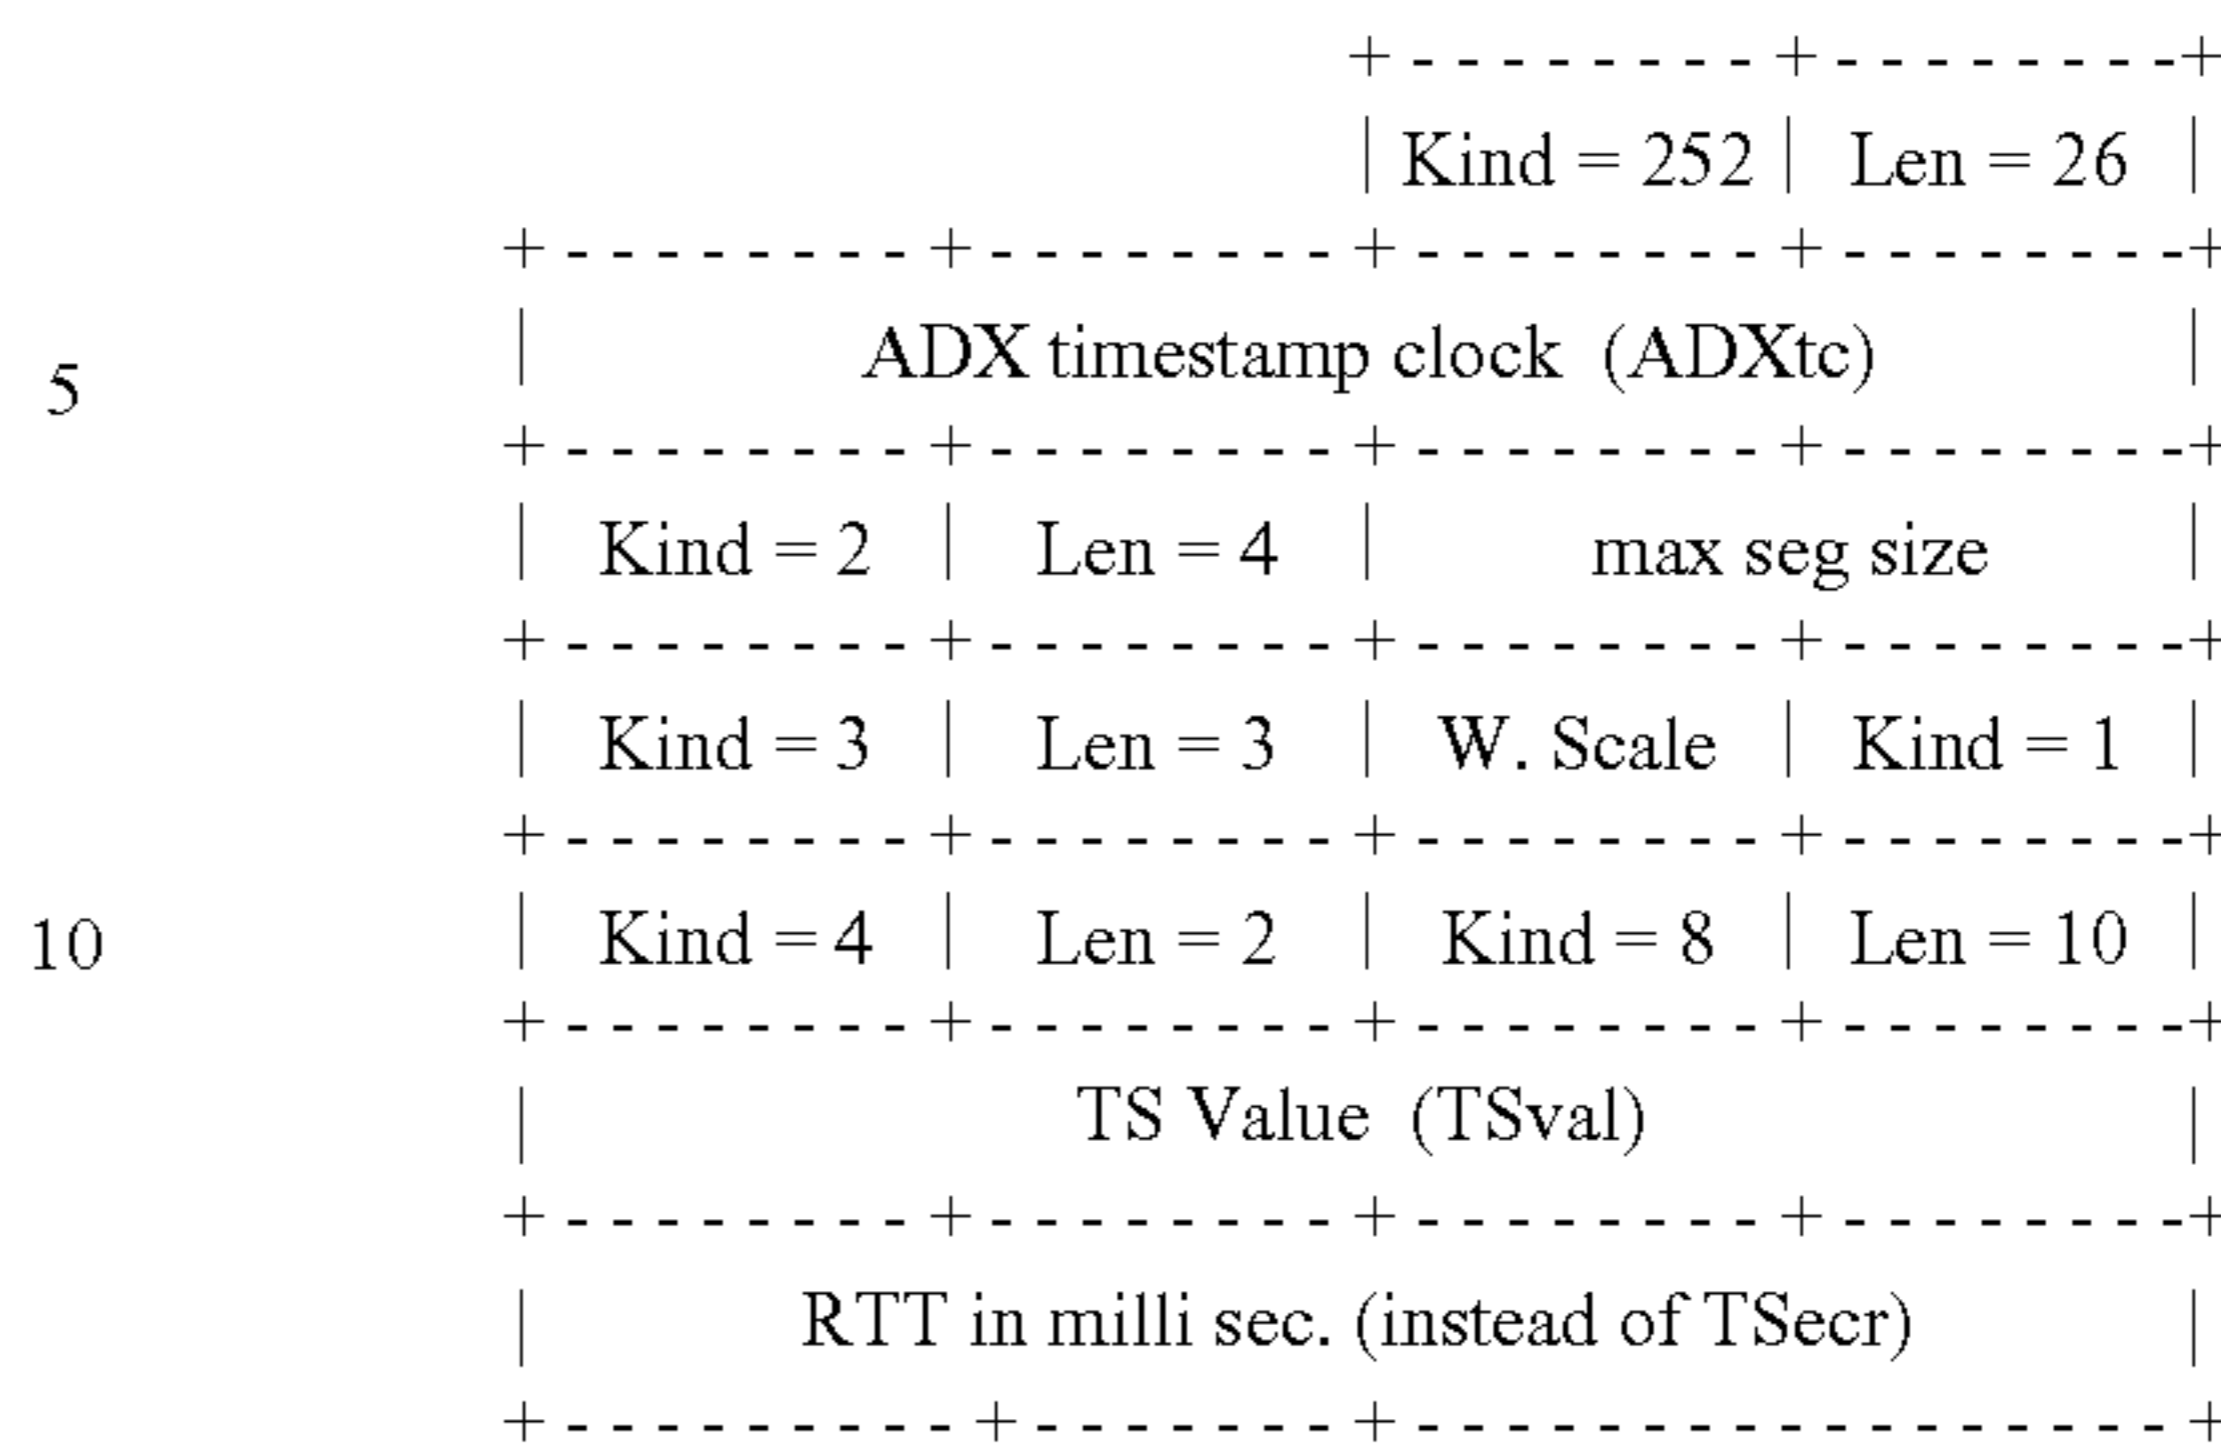 + - - - - - - - - + - - - - - - - - +
| Kind = 252 | Len = 26 |
+ - - - - - - - - + - - - - - - - - + - - - - - - - - + - - - - - - - - +
5 | ADX timestamp clock (ADXtc) |
+ - - - - - - - - + - - - - - - - - + - - - - - - - - + - - - - - - - - +
| Kind = 2 | Len = 4 | max seg size |
+ - - - - - - - - + - - - - - - - - + - - - - - - - - + - - - - - - - - +
| Kind = 3 | Len = 3 | W. Scale | Kind = 1 |
+ - - - - - - - - + - - - - - - - - + - - - - - - - - + - - - - - - - - +
10 | Kind = 4 | Len = 2 | Kind = 8 | Len = 10 |
+ - - - - - - - - + - - - - - - - - + - - - - - - - - + - - - - - - - - +
| TS Value (TSval) |
+ - - - - - - - - + - - - - - - - - + - - - - - - - - + - - - - - - - - +
| RTT in milli sec. (instead of TSecr) |
+ - - - - - - - - - + - - - - - - - + - - - - - - - - - - - - - - - - - - +